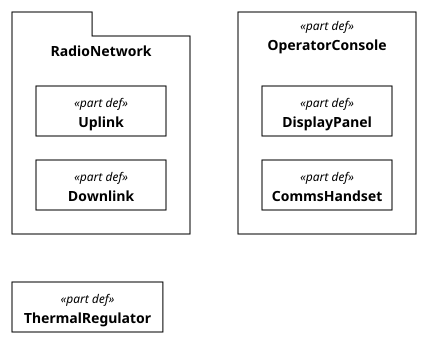 RadioNetwork
«part def»
Uplink
«part def»
Downlink
«part def»
OperatorConsole
«part def»
DisplayPanel
«part def»
CommsHandset
«part def»
ThermalRegulator